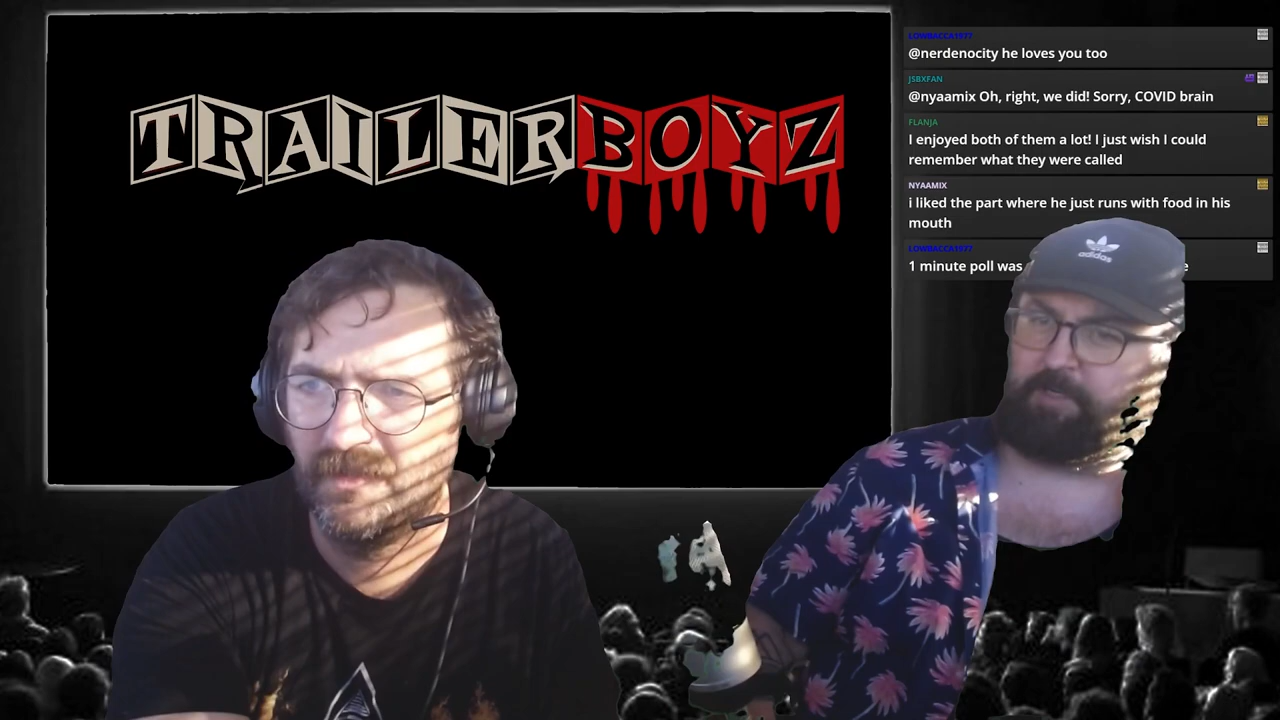 TRAILERBOYZ
LOWBACCA1977
@nerdenocity he loves you too
JSBXFAN
@nyaamix Oh, right, we did! Sorry, COVID brain
FLANJA
I enjoyed both of them a lot! I just wish I could
remember what they were called
NYAAMIX
i liked the part where he just runs with food in his
mouth
LOWBACCA1977
1 minute poll was
adidas